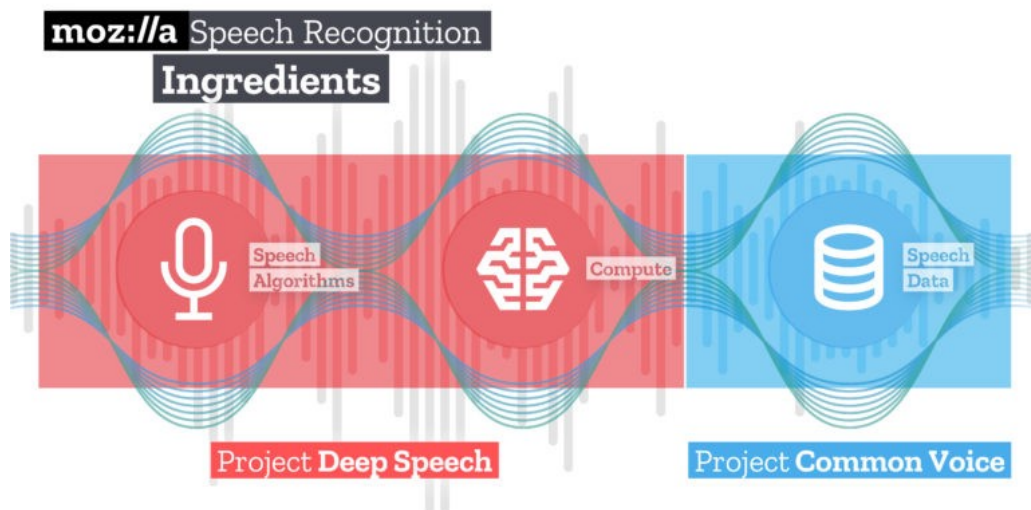 moz://a Speech Recognition
Ingredients
Speech
Algorithms
Compute
Speech
Data
Project Deep Speech
Project Common Voice